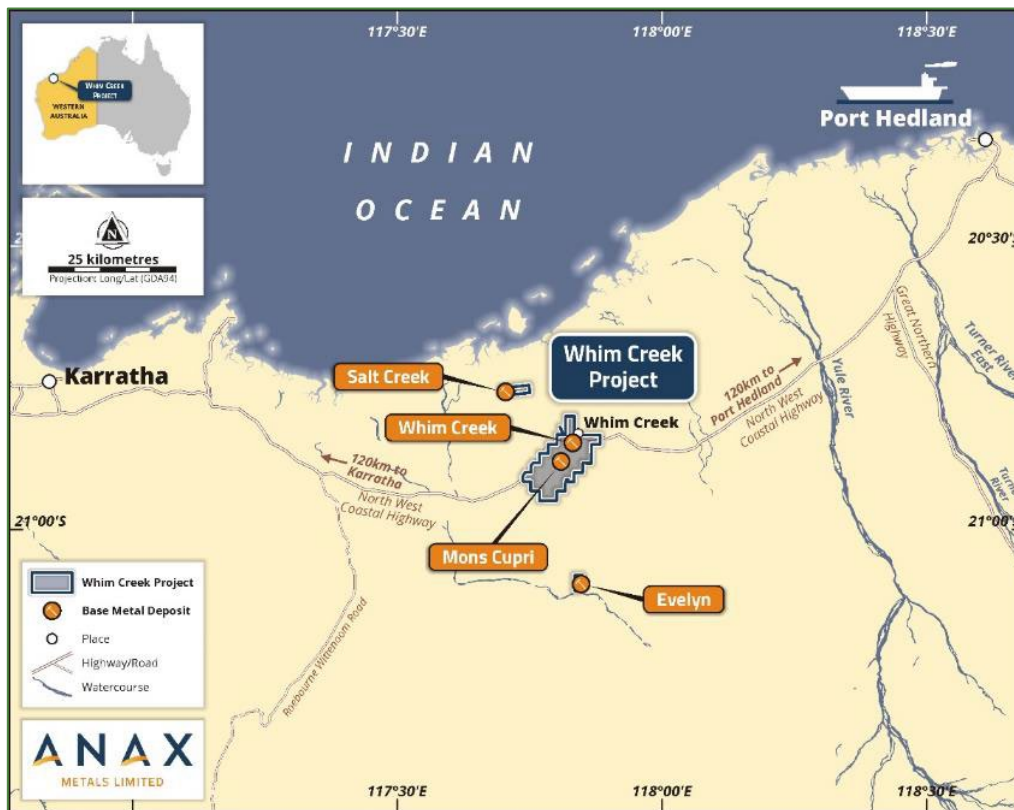 117°30'E
118°00'E
118°30'E
WHIM CREEK
PROJECT
WESTERN
AUSTRALIA
N
25 kilometres
Projection: Long/Lat (GDA94)
INDIAN
OCEAN
Port Hedland
20°30'S
Karratha
Salt Creek
Whim Creek
Project
Whim Creek
Whim Creek
120km to
Port Hedland
North West
Coastal Highway
Yule River
Great Northern
Highway
Turner River
East
120km to
Karratha
North West
Coastal Highway
21°00'S
21°00'S
River
Mons Cupri
Evelyn
Roebourne Wittenoom Road
Whim Creek Project
Base Metal Deposit
Place
Highway/Road
Watercourse
ANAX
METALS LIMITED
117°30'E
118°00'E
118°30'E